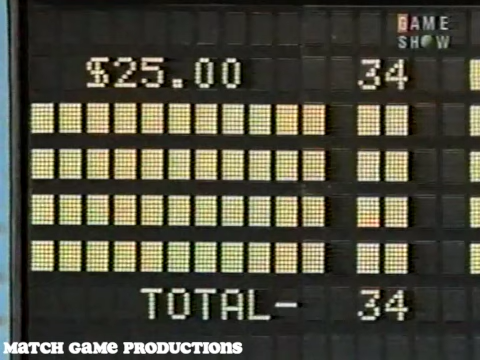 GAME
SHOW
$25.00 34
TOTAL- 34
MATCH GAME PRODUCTIONS